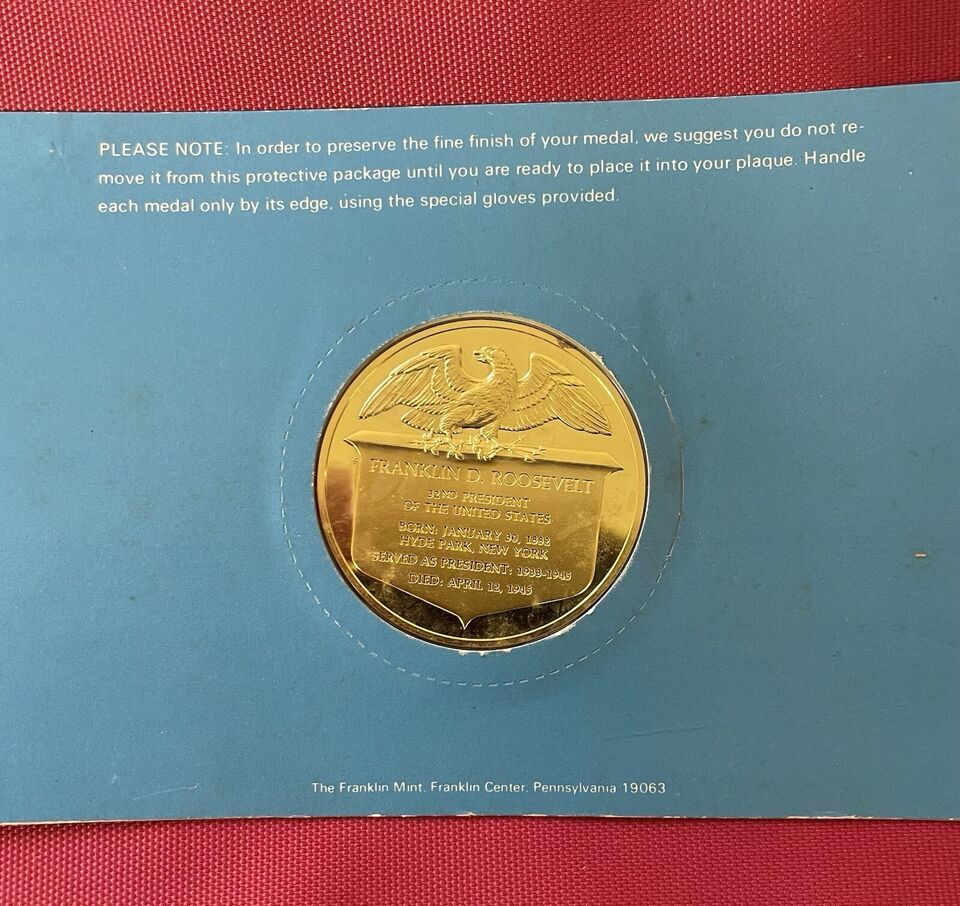 PLEASE NOTE: In order to preserve the fine finish of your medal, we suggest you do not re-
move it from this protective package until you are ready to place it into your plaque. Handle
each medal only by its edge, using the special gloves provided.
FRANKLIN D. ROOSEVELT
32ND PRESIDENT
OF THE UNITED STATES
BORN: JANUARY 30, 1882
HYDE PARK, NEW YORK
SERVED AS PRESIDENT: 1933-1945
DIED: APRIL 12, 1945
The Franklin Mint, Franklin Center, Pennsylvania 19063